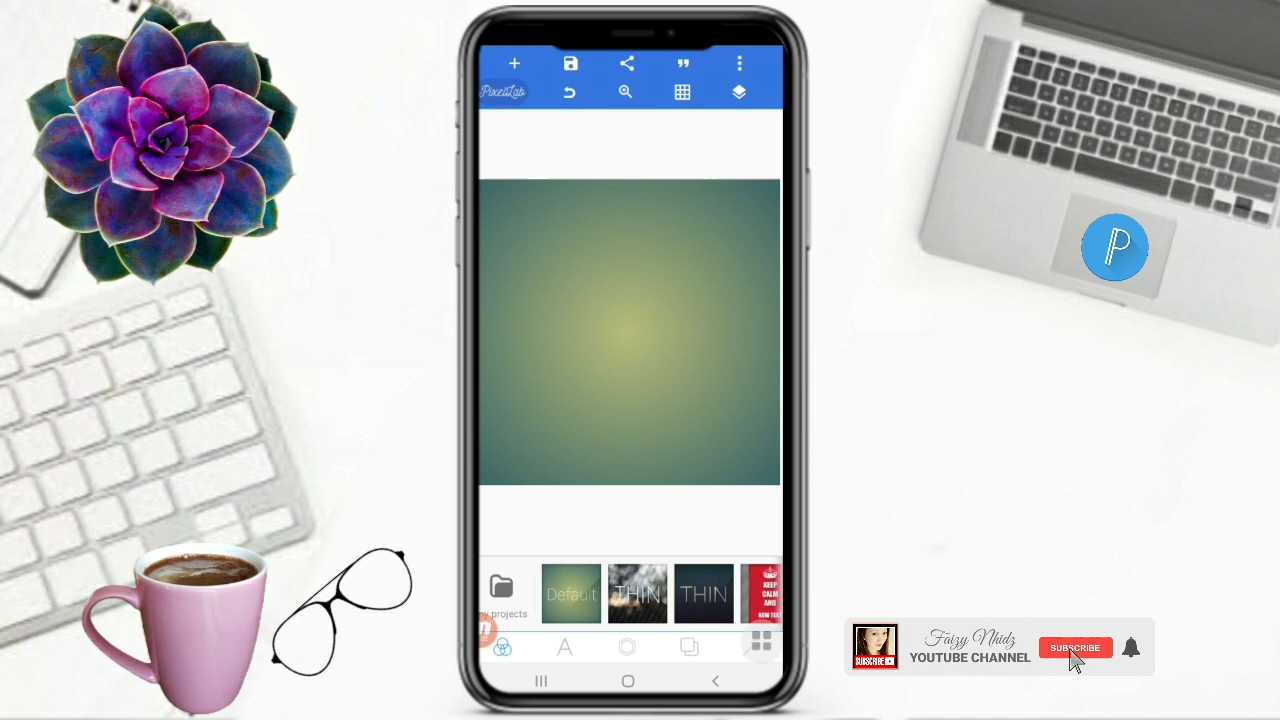 PixelLab
Default
THIN
THIN
KEEP
CALM
AND
my projects
Faizy Nhidz
YOUTUBE CHANNEL
SUBSCRIBE
SUBSCRIBE